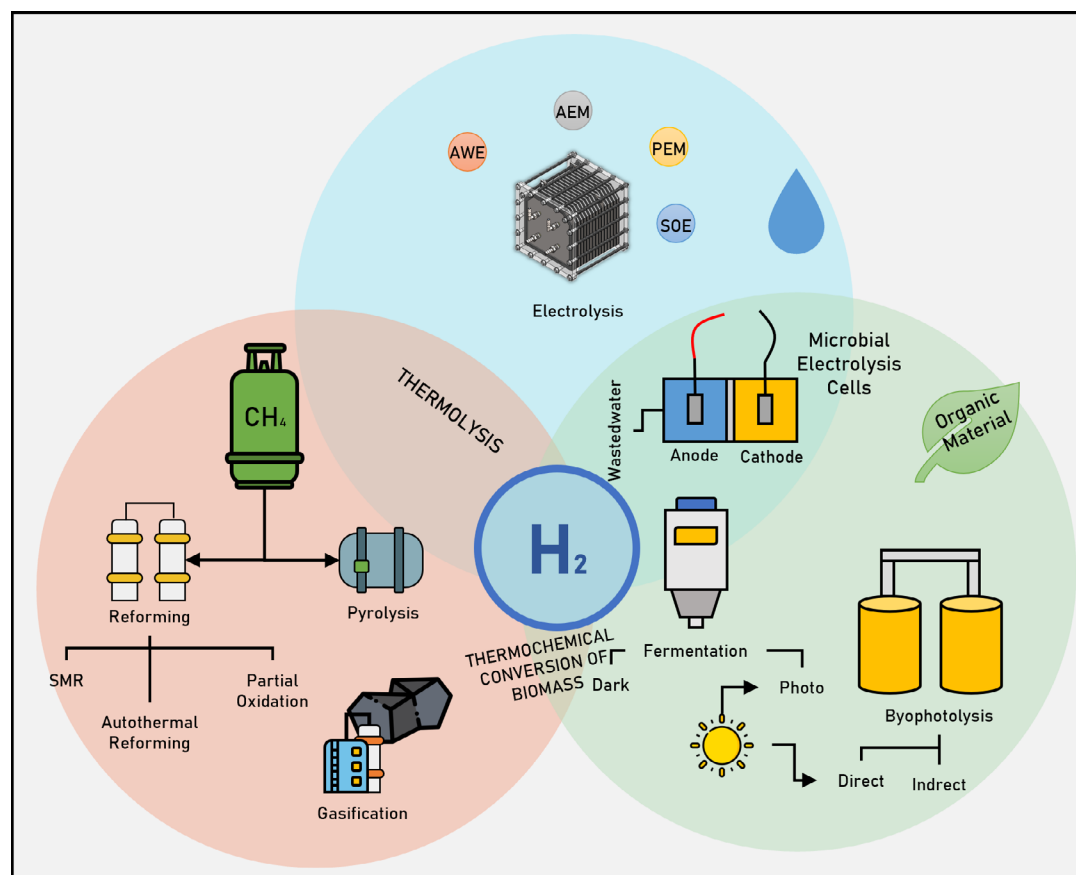 AEM
AWE
PEM
SOE
Electrolysis
Microbial
Electrolysis
Cells
THERMOLYSIS
CH₄
Wastedwater
Anode
Cathode
Organic
Material
H₂
Reforming
Pyrolysis
SMR
Autothermal
Reforming
Partial
Oxidation
Gasification
THERMOCHEMICAL
CONVERSION OF
BIOMASS
Fermentation
Dark
Photo
Byophotolysis
Direct
Indirect